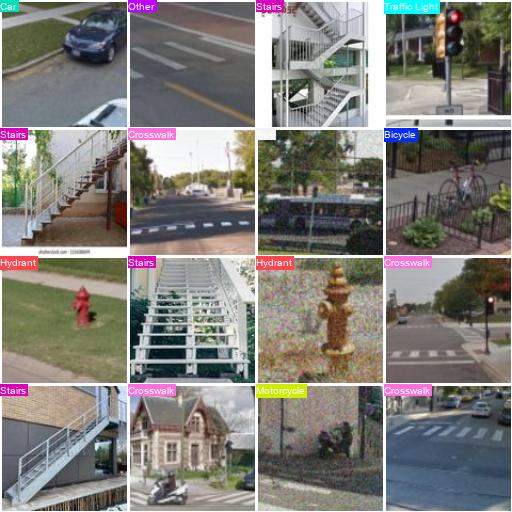 Car
Other
Stairs
Traffic Light
Stairs
Crosswalk
Bicycle
Hydrant
Stairs
Hydrant
Crosswalk
Stairs
Crosswalk
Motorcycle
Crosswalk